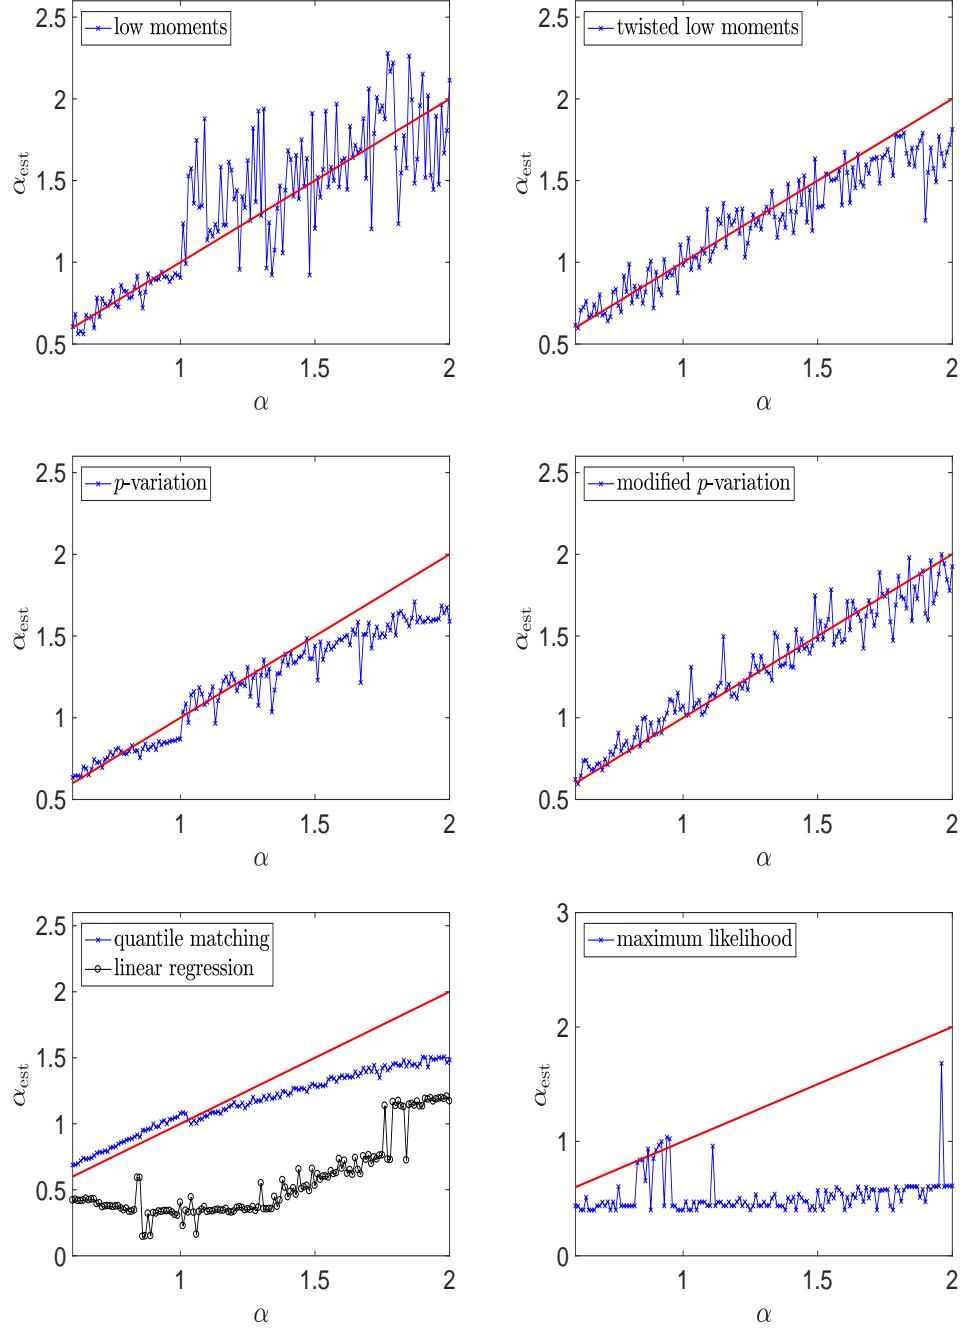 low moments
2.5
2
1.5
1
0.5
α_est
1 1.5 2
α
twisted low moments
2.5
2
1.5
1
0.5
α_est
1 1.5 2
α
p-variation
2.5
2
1.5
1
0.5
α_est
1 1.5 2
α
modified p-variation
2.5
2
1.5
1
0.5
α_est
1 1.5 2
α
quantile matching
linear regression
2.5
2
1.5
1
0.5
0
α_est
1 1.5 2
α
maximum likelihood
3
2
1
0
α_est
1 1.5 2
α